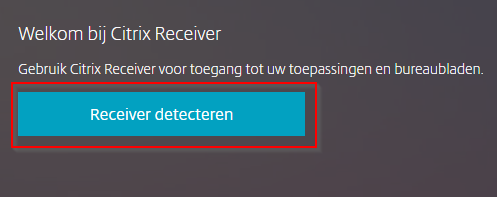 Welkom bij Citrix Receiver
Gebruik Citrix Receiver voor toegang tot uw toepassingen en bureaubladen.
Receiver detecteren